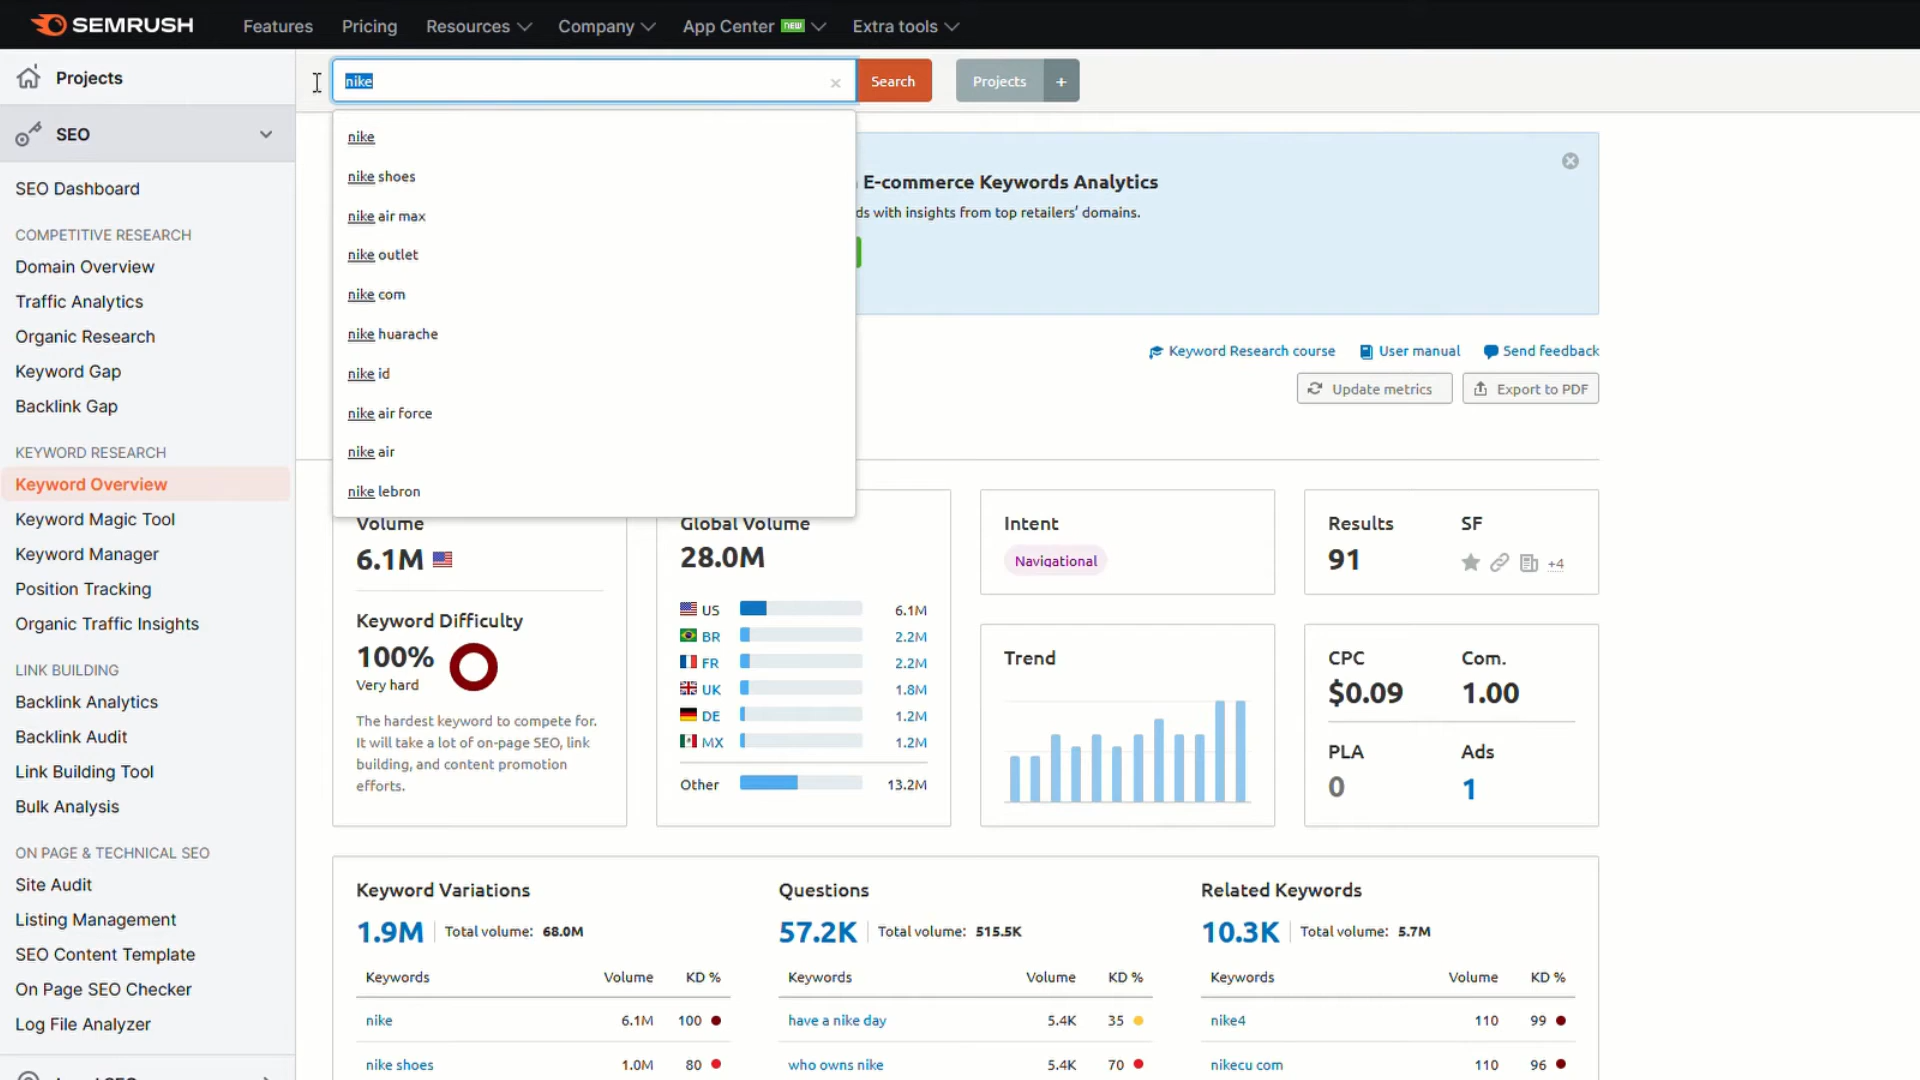 SEMRUSH
Features
Pricing
Resources
Company
App Center NEW
Extra tools
Projects
nike
Search
Projects
+
SEO
SEO Dashboard
COMPETITIVE RESEARCH
Domain Overview
Traffic Analytics
Organic Research
Keyword Gap
Backlink Gap
KEYWORD RESEARCH
Keyword Overview
Keyword Magic Tool
Keyword Manager
Position Tracking
Organic Traffic Insights
LINK BUILDING
Backlink Analytics
Backlink Audit
Link Building Tool
Bulk Analysis
ON PAGE & TECHNICAL SEO
Site Audit
Listing Management
SEO Content Template
On Page SEO Checker
Log File Analyzer
nike
nike shoes
nike air max
nike outlet
nike com
nike huarache
nike id
nike air force
nike air
nike lebron
E-commerce Keywords Analytics
with insights from top retailers' domains.
Keyword Research course
User manual
Send feedback
Update metrics
Export to PDF
Volume
6.1M
Keyword Difficulty
100%
Very hard
The hardest keyword to compete for.
It will take a lot of on-page SEO, link
building, and content promotion
efforts.
Global Volume
28.0M
US 6.1M
BR 2.2M
FR 2.2M
UK 1.8M
DE 1.2M
MX 1.2M
Other 13.2M
Intent
Navigational
Trend
Results
91
SF
+4
CPC
$0.09
Com.
1.00
PLA
0
Ads
1
Keyword Variations
1.9M Total volume: 68.0M
Keywords Volume KD %
nike 6.1M 100
nike shoes 1.0M 80
Questions
57.2K Total volume: 515.5K
Keywords Volume KD %
have a nike day 5.4K 35
who owns nike 5.4K 70
Related Keywords
10.3K Total volume: 5.7M
Keywords Volume KD %
nike4 110 99
nikecu com 110 96